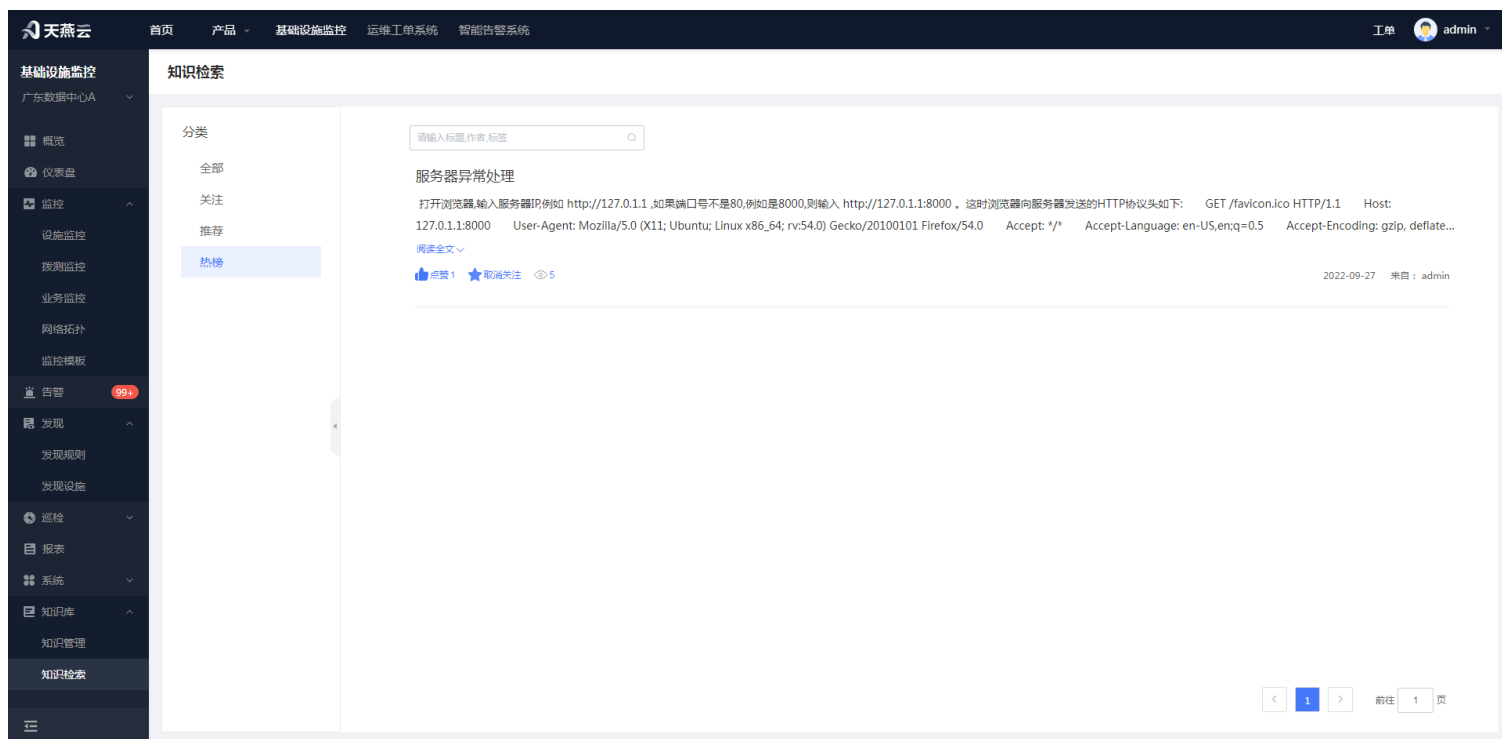 天燕云
首页 产品 基础设施监控 运维工单系统 智能告警系统 工单 admin
基础设施监控
广东数据中心A
概览
仪表盘
监控
设施监控
拨测监控
业务监控
网络拓扑
监控模板
告警 99+
发现
发现规则
发现设施
巡检
报表
系统
知识库
知识管理
知识检索
知识检索
分类
全部
关注
推荐
热榜
请输入标题,作者,标签
服务器异常处理
打开浏览器,输入服务器IP,例如 http://127.0.1.1 ,如果端口号不是80,例如是8000,则输入 http://127.0.1.1:8000 。这时浏览器向服务器发送的HTTP协议头如下: GET /favicon.ico HTTP/1.1 Host:
127.0.1.1:8000 User-Agent: Mozilla/5.0 (X11; Ubuntu; Linux x86_64; rv:54.0) Gecko/20100101 Firefox/54.0 Accept: */* Accept-Language: en-US,en;q=0.5 Accept-Encoding: gzip, deflate...
阅读全文
点赞 1 取消关注 5 2022-09-27 来自： admin
1 前往 1 页